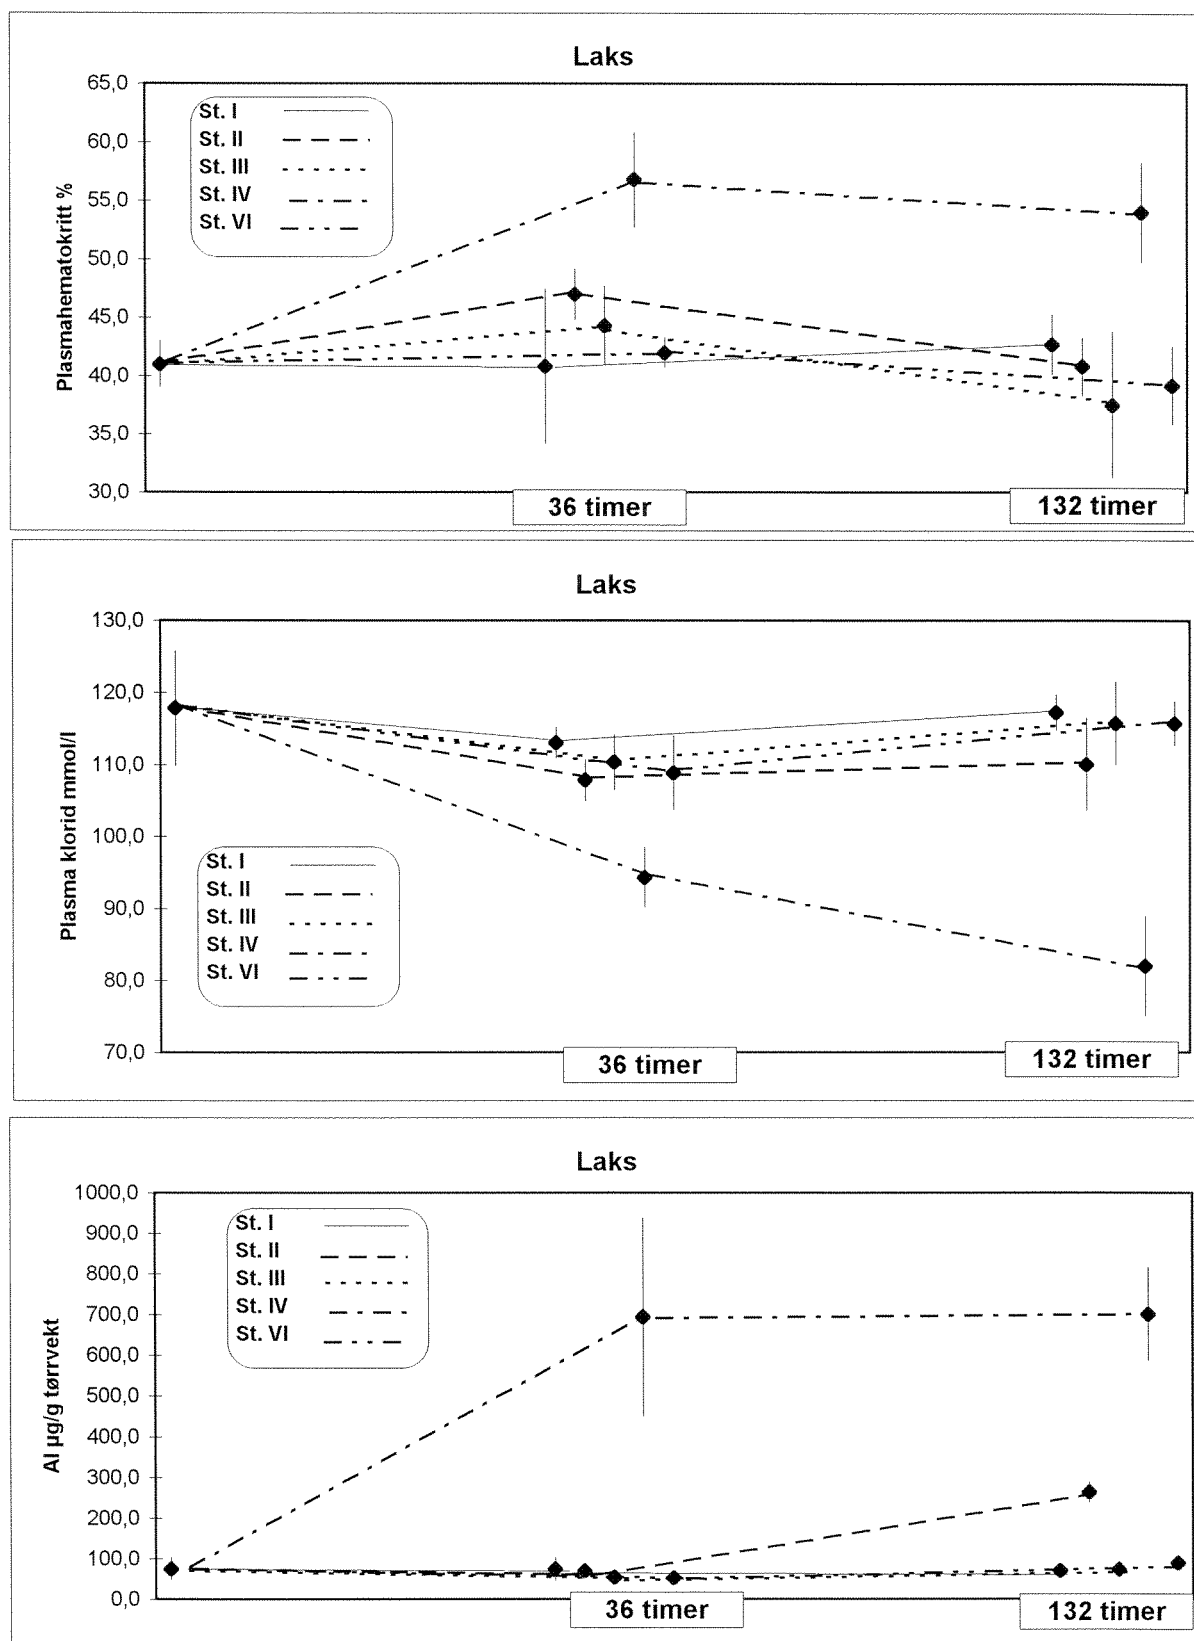 Laks
Plasmahematokritt %
65,0
60,0
55,0
50,0
45,0
40,0
35,0
30,0
St. I
St. II
St. III
St. IV
St. VI
36 timer
132 timer
Laks
Plasma klorid mmol/l
130,0
120,0
110,0
100,0
90,0
80,0
70,0
St. I
St. II
St. III
St. IV
St. VI
36 timer
132 timer
Laks
Al µg/g tørrvekt
1000,0
900,0
800,0
700,0
600,0
500,0
400,0
300,0
200,0
100,0
0,0
St. I
St. II
St. III
St. IV
St. VI
36 timer
132 timer